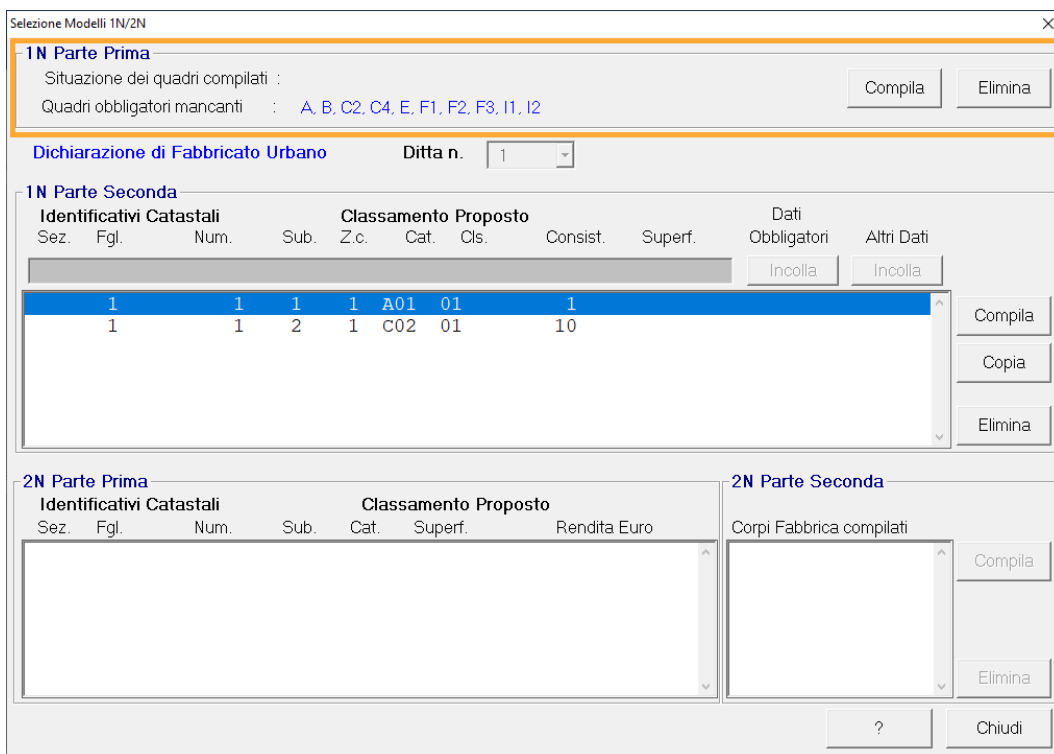 Selezione Modelli 1N/2N
1N Parte Prima
Situazione dei quadri compilati :
Quadri obbligatori mancanti : A, B, C2, C4, E, F1, F2, F3, I1, I2
Compila Elimina
Dichiarazione di Fabbricato Urbano Ditta n. 1
1N Parte Seconda
Identificativi Catastali Classamento Proposto Dati
Sez. Fgl. Num. Sub. Z.c. Cat. Cls. Consist. Superf. Obbligatori Altri Dati
Incolla Incolla
1 1 1 1 A01 01 1
1 1 2 1 C02 01 10
Compila
Copia
Elimina
2N Parte Prima
Identificativi Catastali Classamento Proposto
Sez. Fgl. Num. Sub. Cat. Superf. Rendita Euro
2N Parte Seconda
Corpi Fabbrica compilati
Compila
Elimina
? Chiudi